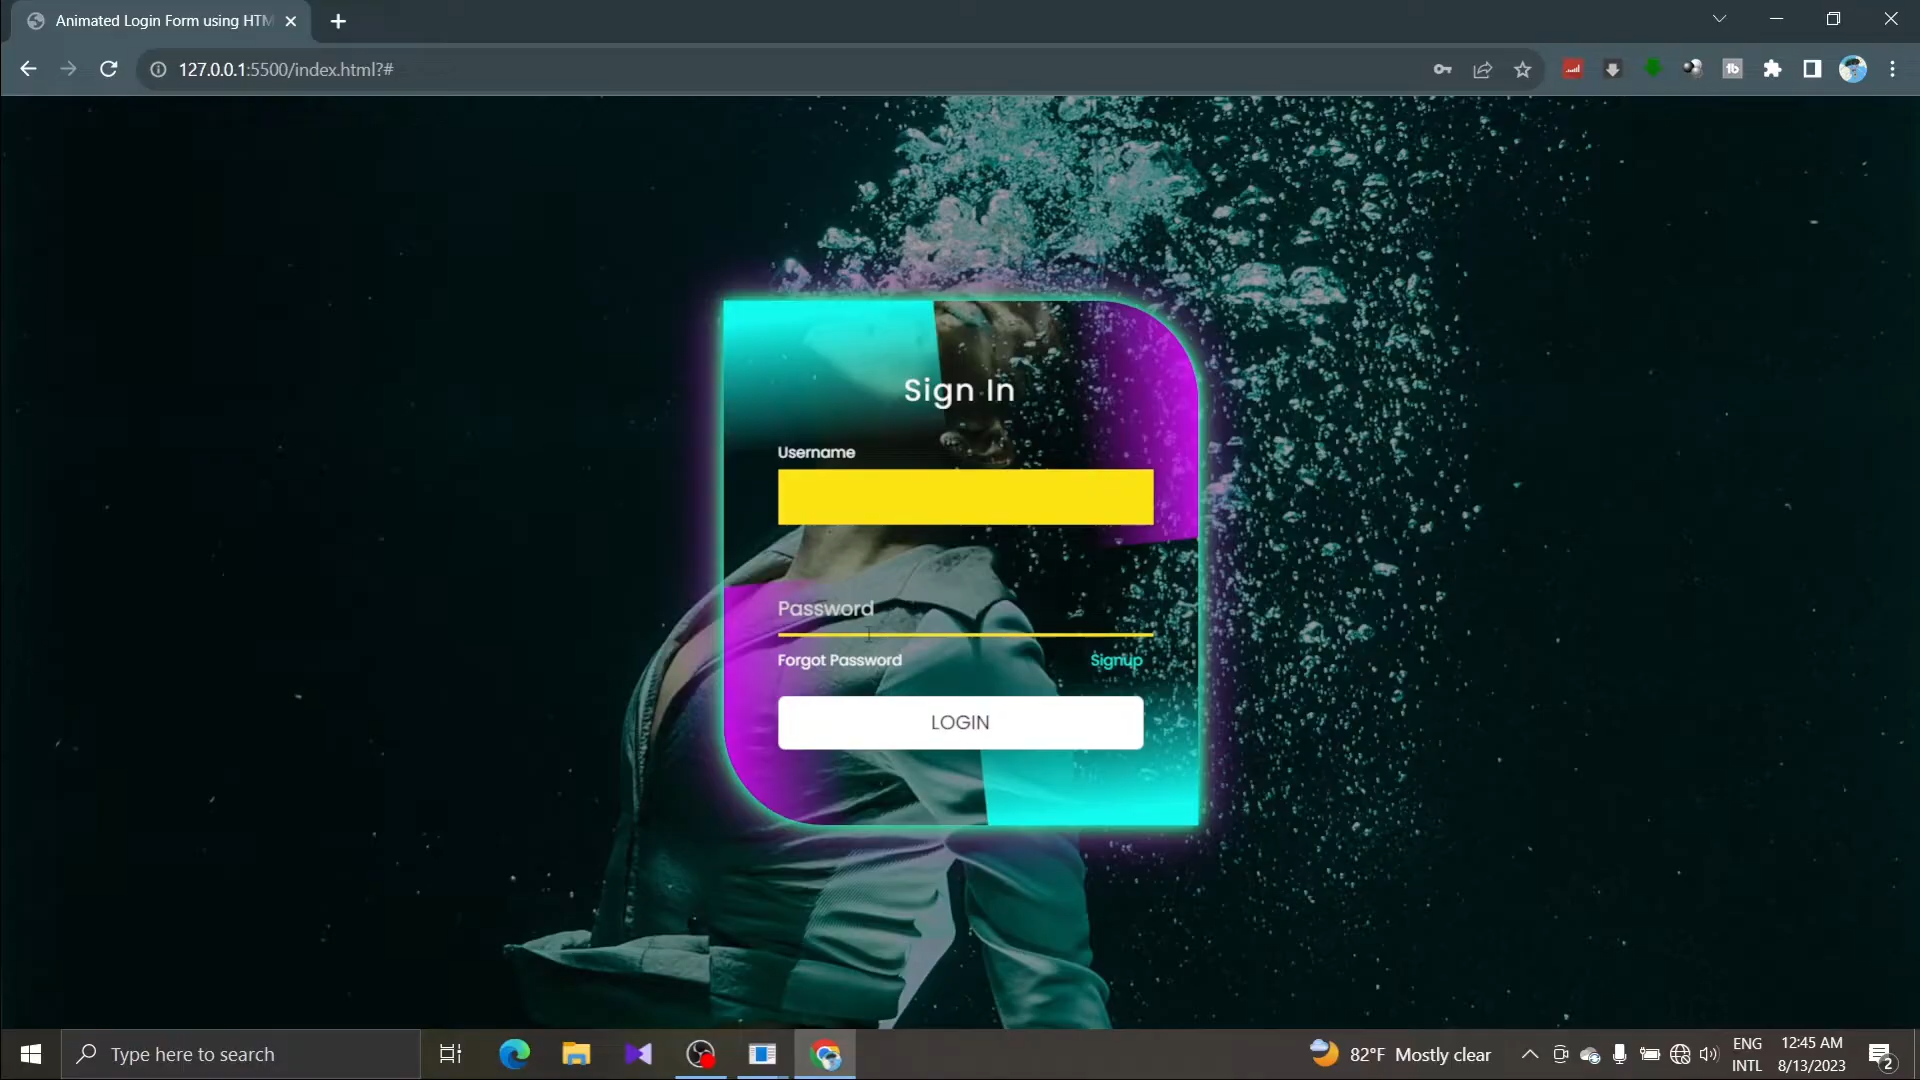 Animated Login Form using HTM
127.0.0.1:5500/index.html?#
Sign In
Username
Password
Forgot Password
Signup
LOGIN
Type here to search
82°F Mostly clear
ENG
INTL
12:45 AM
8/13/2023
2